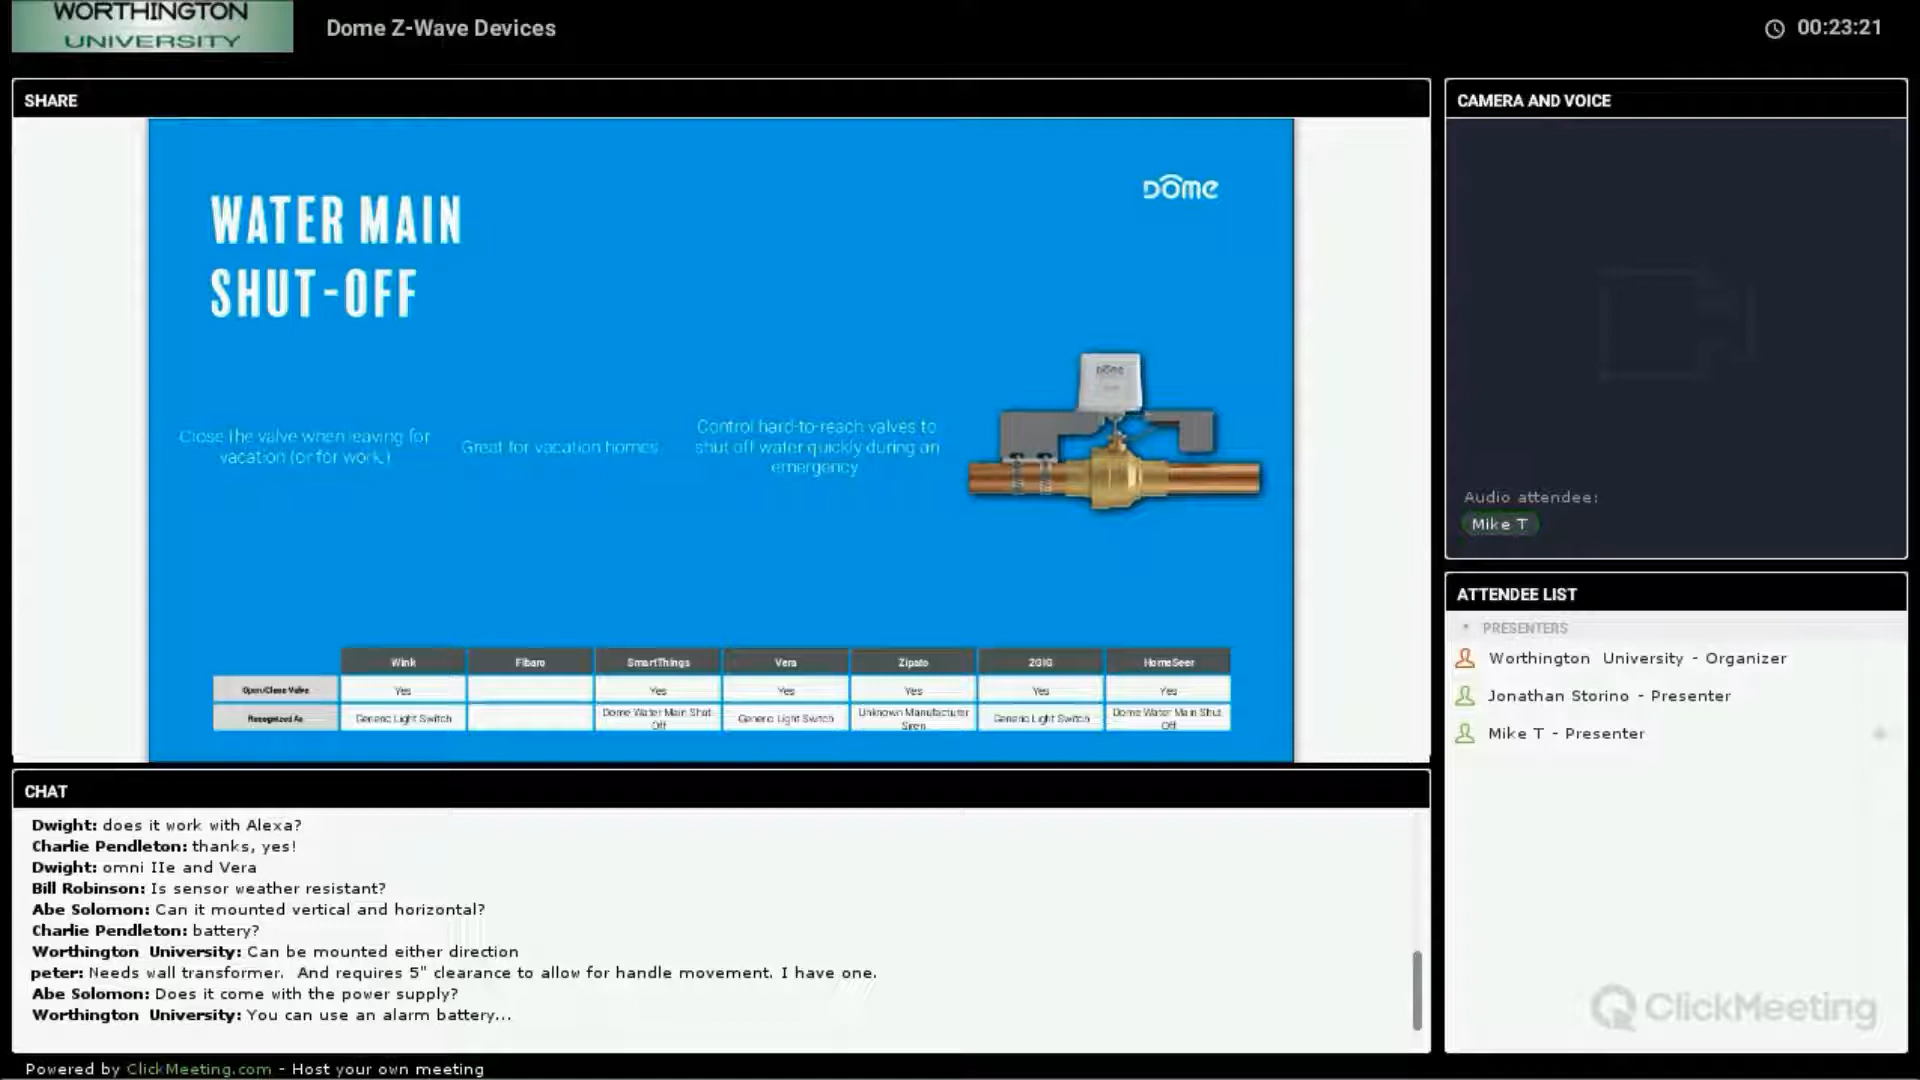 WORTHINGTON
UNIVERSITY
Dome Z-Wave Devices
00:23:21
SHARE
DOME
WATER MAIN
SHUT-OFF
Close the valve when leaving for
vacation (or for work)
Great for vacation homes
Control hard-to-reach valves to
shut off water quickly during an
emergency
DOME
Wink Fibaro SmartThings Vera Zipato 2GIG HomeSeer
Open/Close Valve Yes Yes Yes Yes Yes Yes
Recognized As Generic Light Switch Dome Water Main Shut Off Generic Light Switch Unknown Manufacturer Siren Generic Light Switch Dome Water Main Shut Off
CAMERA AND VOICE
Audio attendee:
Mike T
ATTENDEE LIST
PRESENTERS
Worthington University - Organizer
Jonathan Storino - Presenter
Mike T - Presenter
CHAT
Dwight: does it work with Alexa?
Charlie Pendleton: thanks, yes!
Dwight: omni IIe and Vera
Bill Robinson: Is sensor weather resistant?
Abe Solomon: Can it mounted vertical and horizontal?
Charlie Pendleton: battery?
Worthington University: Can be mounted either direction
peter: Needs wall transformer. And requires 5" clearance to allow for handle movement. I have one.
Abe Solomon: Does it come with the power supply?
Worthington University: You can use an alarm battery...
ClickMeeting
Powered by ClickMeeting.com - Host your own meeting